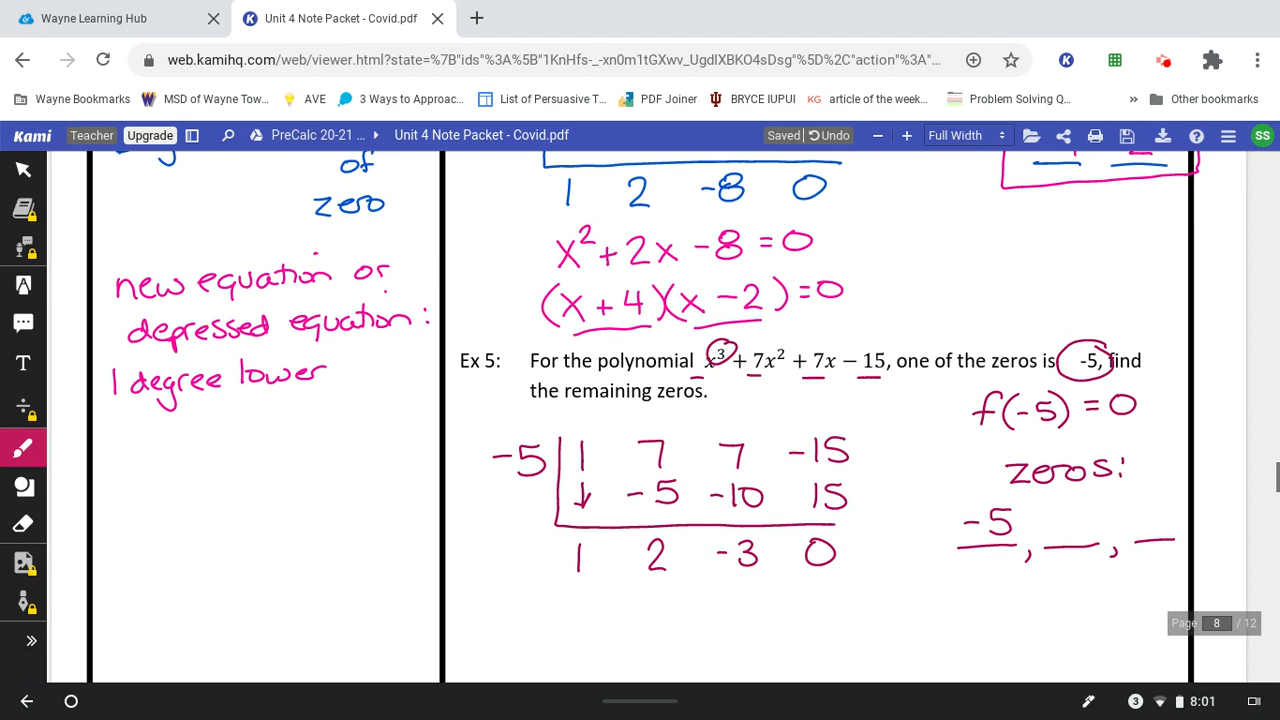 Wayne Learning Hub
Unit 4 Note Packet - Covid.pdf
web.kamihq.com/web/viewer.html?state=%7B"ids"%3A%5B"1KnHfs-_-xn0m1tGXwv_UgdIXBKO4sDsg"%5D%2C"action"%3A"...
Wayne Bookmarks
MSD of Wayne Tow...
AVE
3 Ways to Approac...
List of Persuasive T...
PDF Joiner
BRYCE IUPUI
KG article of the week...
Problem Solving Q...
Other bookmarks
Kami Teacher Upgrade
PreCalc 20-21 ...
Unit 4 Note Packet - Covid.pdf
Saved Undo
Full Width
SS
of
zero
1 2 -8 0
x² + 2x - 8 = 0
(x + 4)(x - 2) = 0
new equation or
depressed equation:
1 degree lower
Ex 5: For the polynomial x³ + 7x² + 7x − 15, one of the zeros is -5, find
the remaining zeros.
f(-5) = 0
zeros:
-5, __, __
-5 | 1 7 7 -15
↓ -5 -10 15
1 2 -3 0
Page 8 / 12
3 8:01